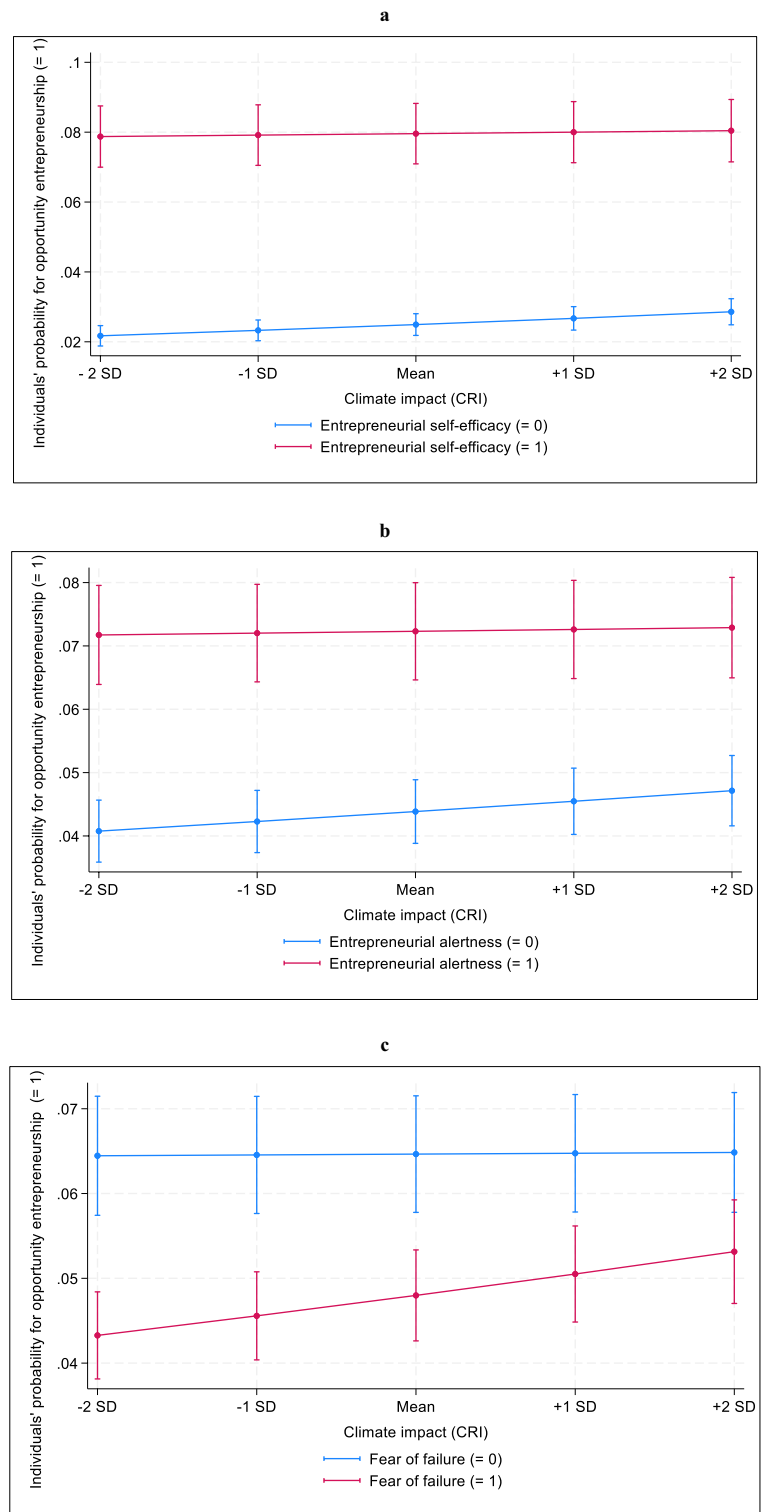 a
Individuals' probability for opportunity entrepreneurship (= 1)
.1
.08
.06
.04
.02
- 2 SD
-1 SD
Mean
+1 SD
+2 SD
Climate impact (CRI)
Entrepreneurial self-efficacy (= 0)
Entrepreneurial self-efficacy (= 1)
b
Individuals' probability for opportunity entrepreneurship (= 1)
.08
.07
.06
.05
.04
-2 SD
-1 SD
Mean
+1 SD
+2 SD
Climate impact (CRI)
Entrepreneurial alertness (= 0)
Entrepreneurial alertness (= 1)
c
Individuals' probability for opportunity entrepreneurship (= 1)
.07
.06
.05
.04
-2 SD
-1 SD
Mean
+1 SD
+2 SD
Climate impact (CRI)
Fear of failure (= 0)
Fear of failure (= 1)